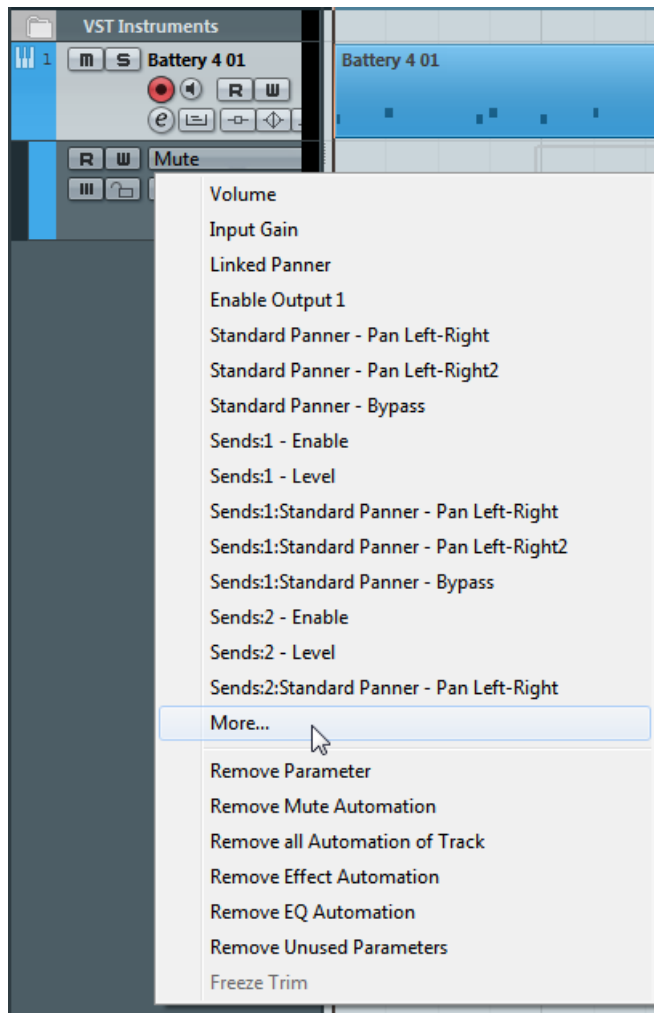 VST Instruments
1 m S Battery 4 01
Battery 4 01
R W
e
R W Mute
Volume
Input Gain
Linked Panner
Enable Output 1
Standard Panner - Pan Left-Right
Standard Panner - Pan Left-Right2
Standard Panner - Bypass
Sends:1 - Enable
Sends:1 - Level
Sends:1:Standard Panner - Pan Left-Right
Sends:1:Standard Panner - Pan Left-Right2
Sends:1:Standard Panner - Bypass
Sends:2 - Enable
Sends:2 - Level
Sends:2:Standard Panner - Pan Left-Right
More...
Remove Parameter
Remove Mute Automation
Remove all Automation of Track
Remove Effect Automation
Remove EQ Automation
Remove Unused Parameters
Freeze Trim